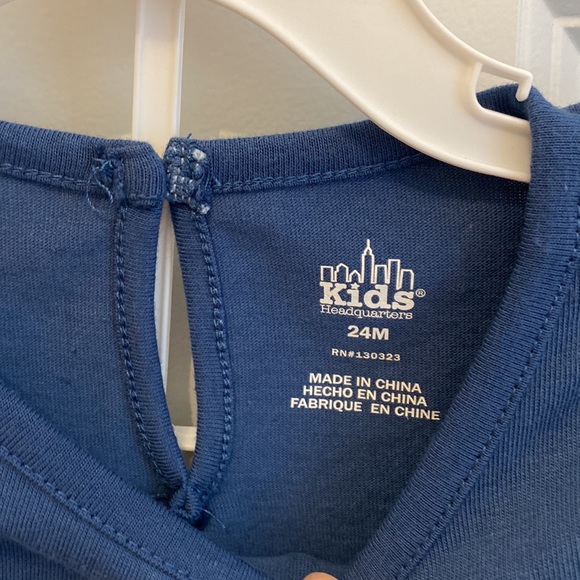 Kids®
Headquarters
24M
RN#130323
MADE IN CHINA
HECHO EN CHINA
FABRIQUE EN CHINE